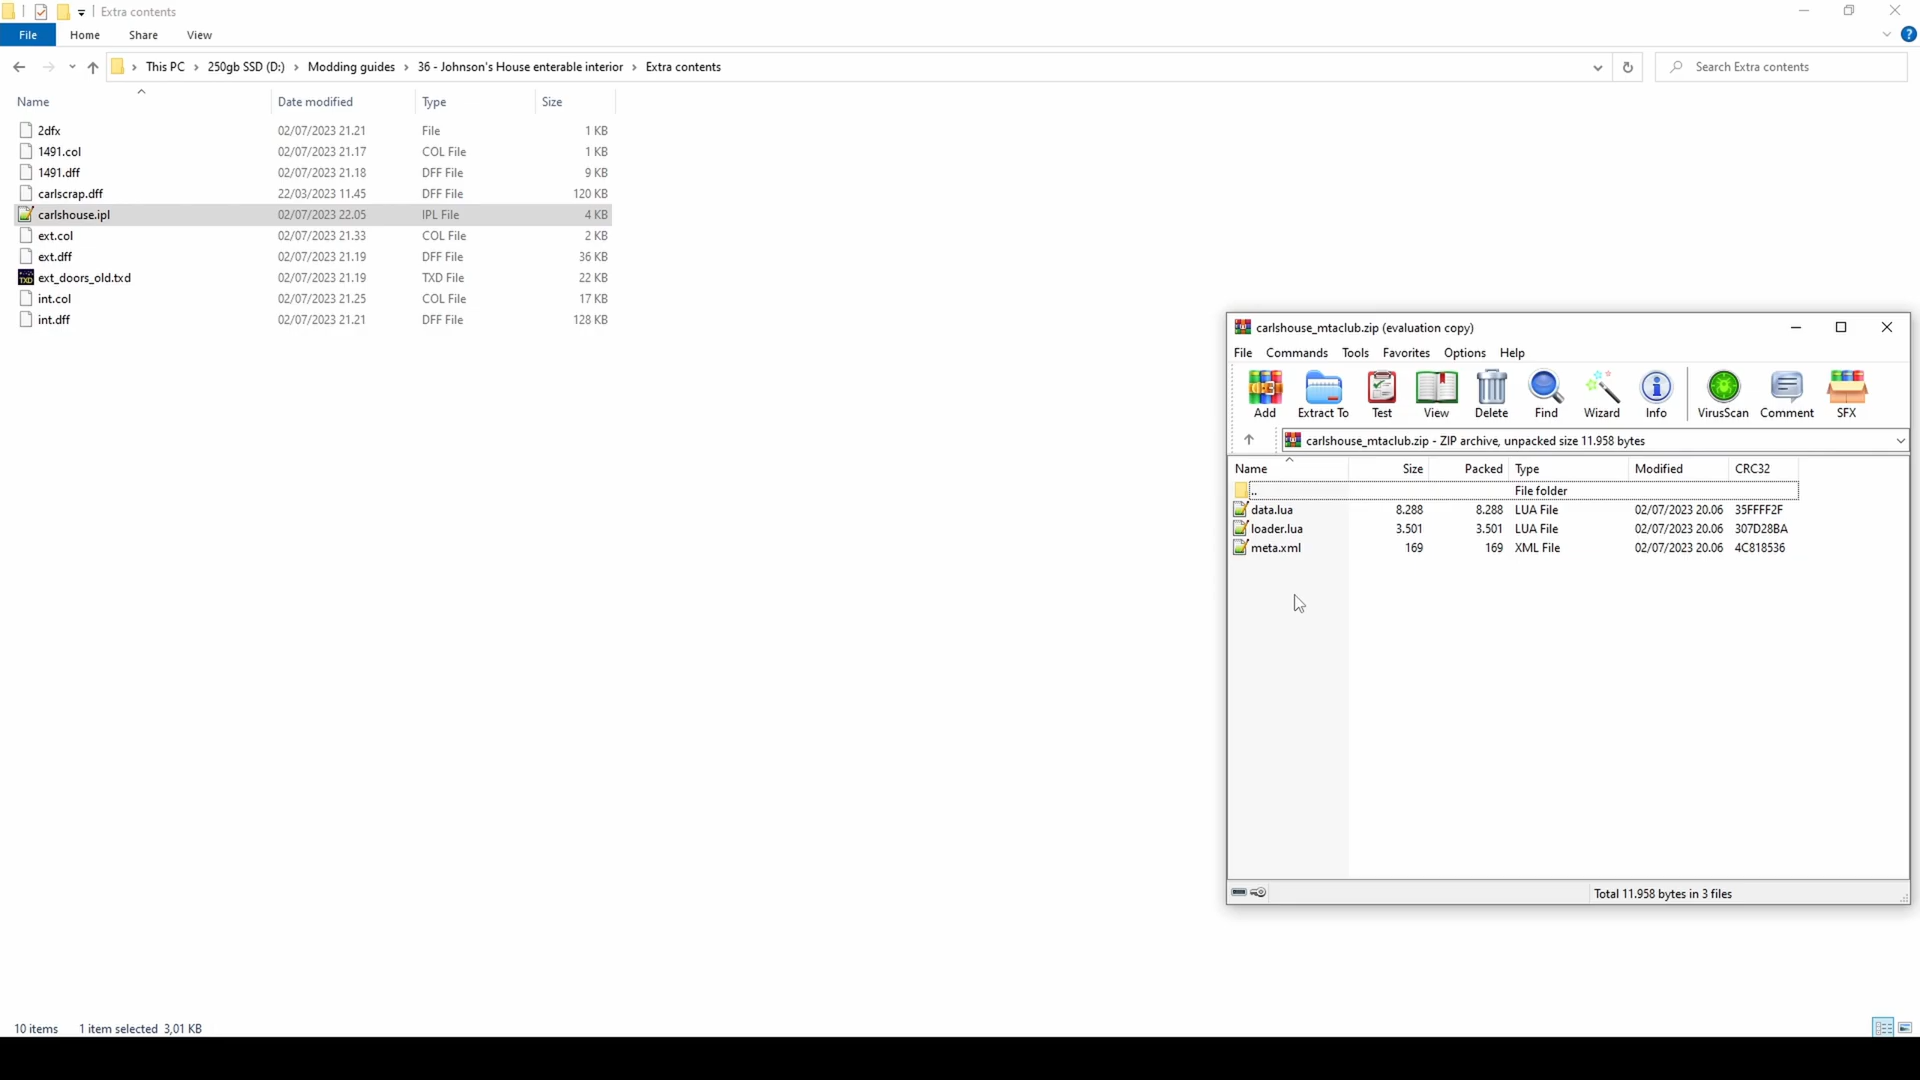 Extra contents
File Home Share View
This PC 250gb SSD (D:) Modding guides 36 - Johnson's House enterable interior Extra contents
Search Extra contents
Name Date modified Type Size
2dfx 02/07/2023 21.21 File 1 KB
1491.col 02/07/2023 21.17 COL File 1 KB
1491.dff 02/07/2023 21.18 DFF File 9 KB
carlscrap.dff 22/03/2023 11.45 DFF File 120 KB
carlshouse.ipl 02/07/2023 22.05 IPL File 4 KB
ext.col 02/07/2023 21.33 COL File 2 KB
ext.dff 02/07/2023 21.19 DFF File 36 KB
ext_doors_old.txd 02/07/2023 21.19 TXD File 22 KB
int.col 02/07/2023 21.25 COL File 17 KB
int.dff 02/07/2023 21.21 DFF File 128 KB
carlshouse_mtaclub.zip (evaluation copy)
File Commands Tools Favorites Options Help
Add Extract To Test View Delete Find Wizard Info VirusScan Comment SFX
carlshouse_mtaclub.zip - ZIP archive, unpacked size 11.958 bytes
Name Size Packed Type Modified CRC32
.. File folder
data.lua 8.288 8.288 LUA File 02/07/2023 20.06 35FFFF2F
loader.lua 3.501 3.501 LUA File 02/07/2023 20.06 307D28BA
meta.xml 169 169 XML File 02/07/2023 20.06 4C818536
Total 11.958 bytes in 3 files
10 items 1 item selected 3,01 KB